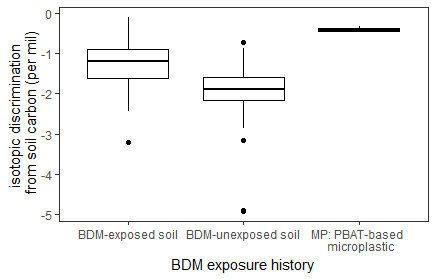 isotopic discrimination
from soil carbon (per mil)
0
-1
-2
-3
-4
-5
BDM-exposed soil
BDM-unexposed soil
MP: PBAT-based
microplastic
BDM exposure history